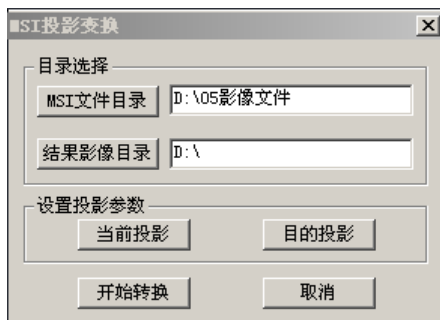 MSI投影变换
目录选择
MSI文件目录 D:\05影像文件
结果影像目录 D:\
设置投影参数
当前投影 目的投影
开始转换 取消